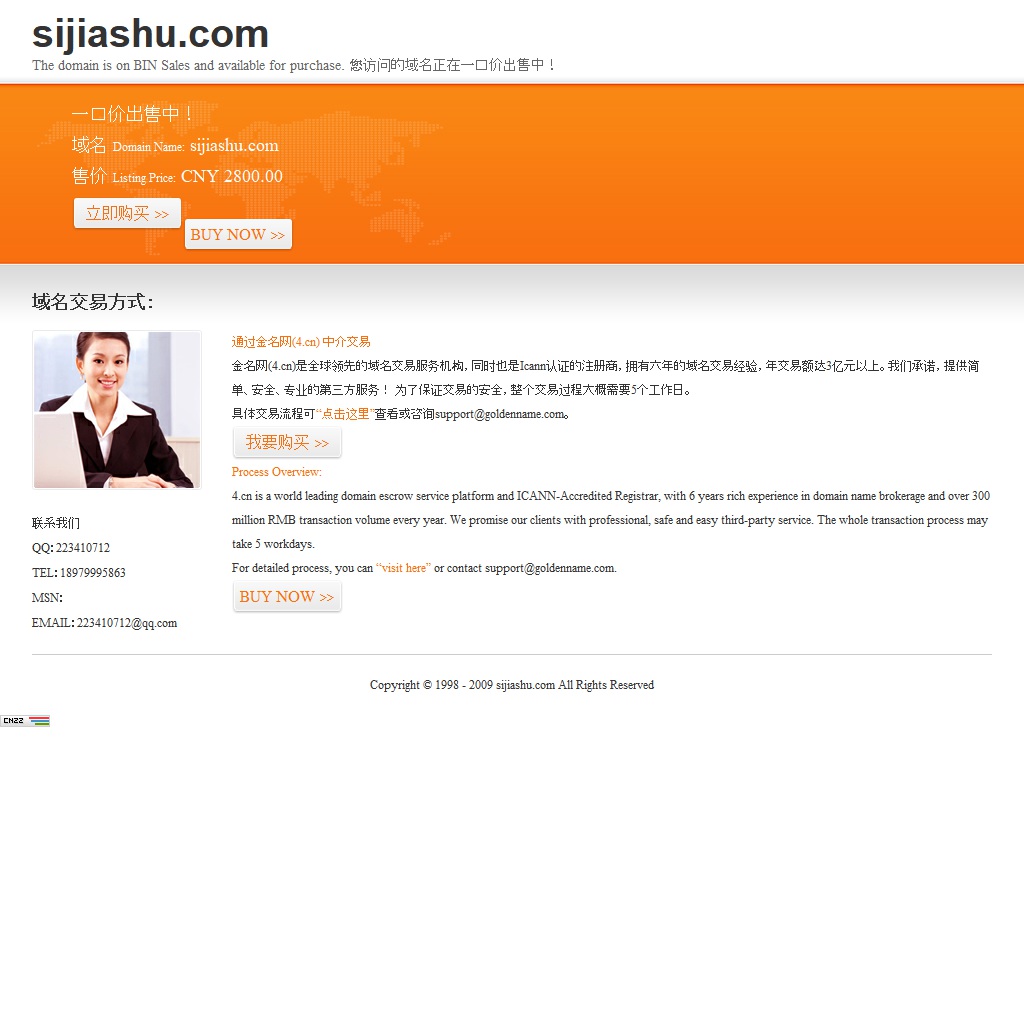 sijiashu.com
The domain is on BIN Sales and available for purchase. 您访问的域名正在一口价出售中！
一口价出售中！
域名 Domain Name: sijiashu.com
售价 Listing Price: CNY 2800.00
立即购买 >>
BUY NOW >>
域名交易方式：
通过金名网(4.cn) 中介交易
金名网(4.cn)是全球领先的域名交易服务机构，同时也是Icann认证的注册商，拥有六年的域名交易经验，年交易额达3亿元以上。我们承诺，提供简
单、安全、专业的第三方服务！ 为了保证交易的安全，整个交易过程大概需要5个工作日。
具体交易流程可“点击这里”查看或咨询support@goldenname.com。
我要购买 >>
Process Overview:
4.cn is a world leading domain escrow service platform and ICANN-Accredited Registrar, with 6 years rich experience in domain name brokerage and over 300
million RMB transaction volume every year. We promise our clients with professional, safe and easy third-party service. The whole transaction process may
take 5 workdays.
For detailed process, you can “visit here” or contact support@goldenname.com.
BUY NOW >>
联系我们
QQ：223410712
TEL：18979995863
MSN：
EMAIL：223410712@qq.com
Copyright © 1998 - 2009 sijiashu.com All Rights Reserved
CNZZ